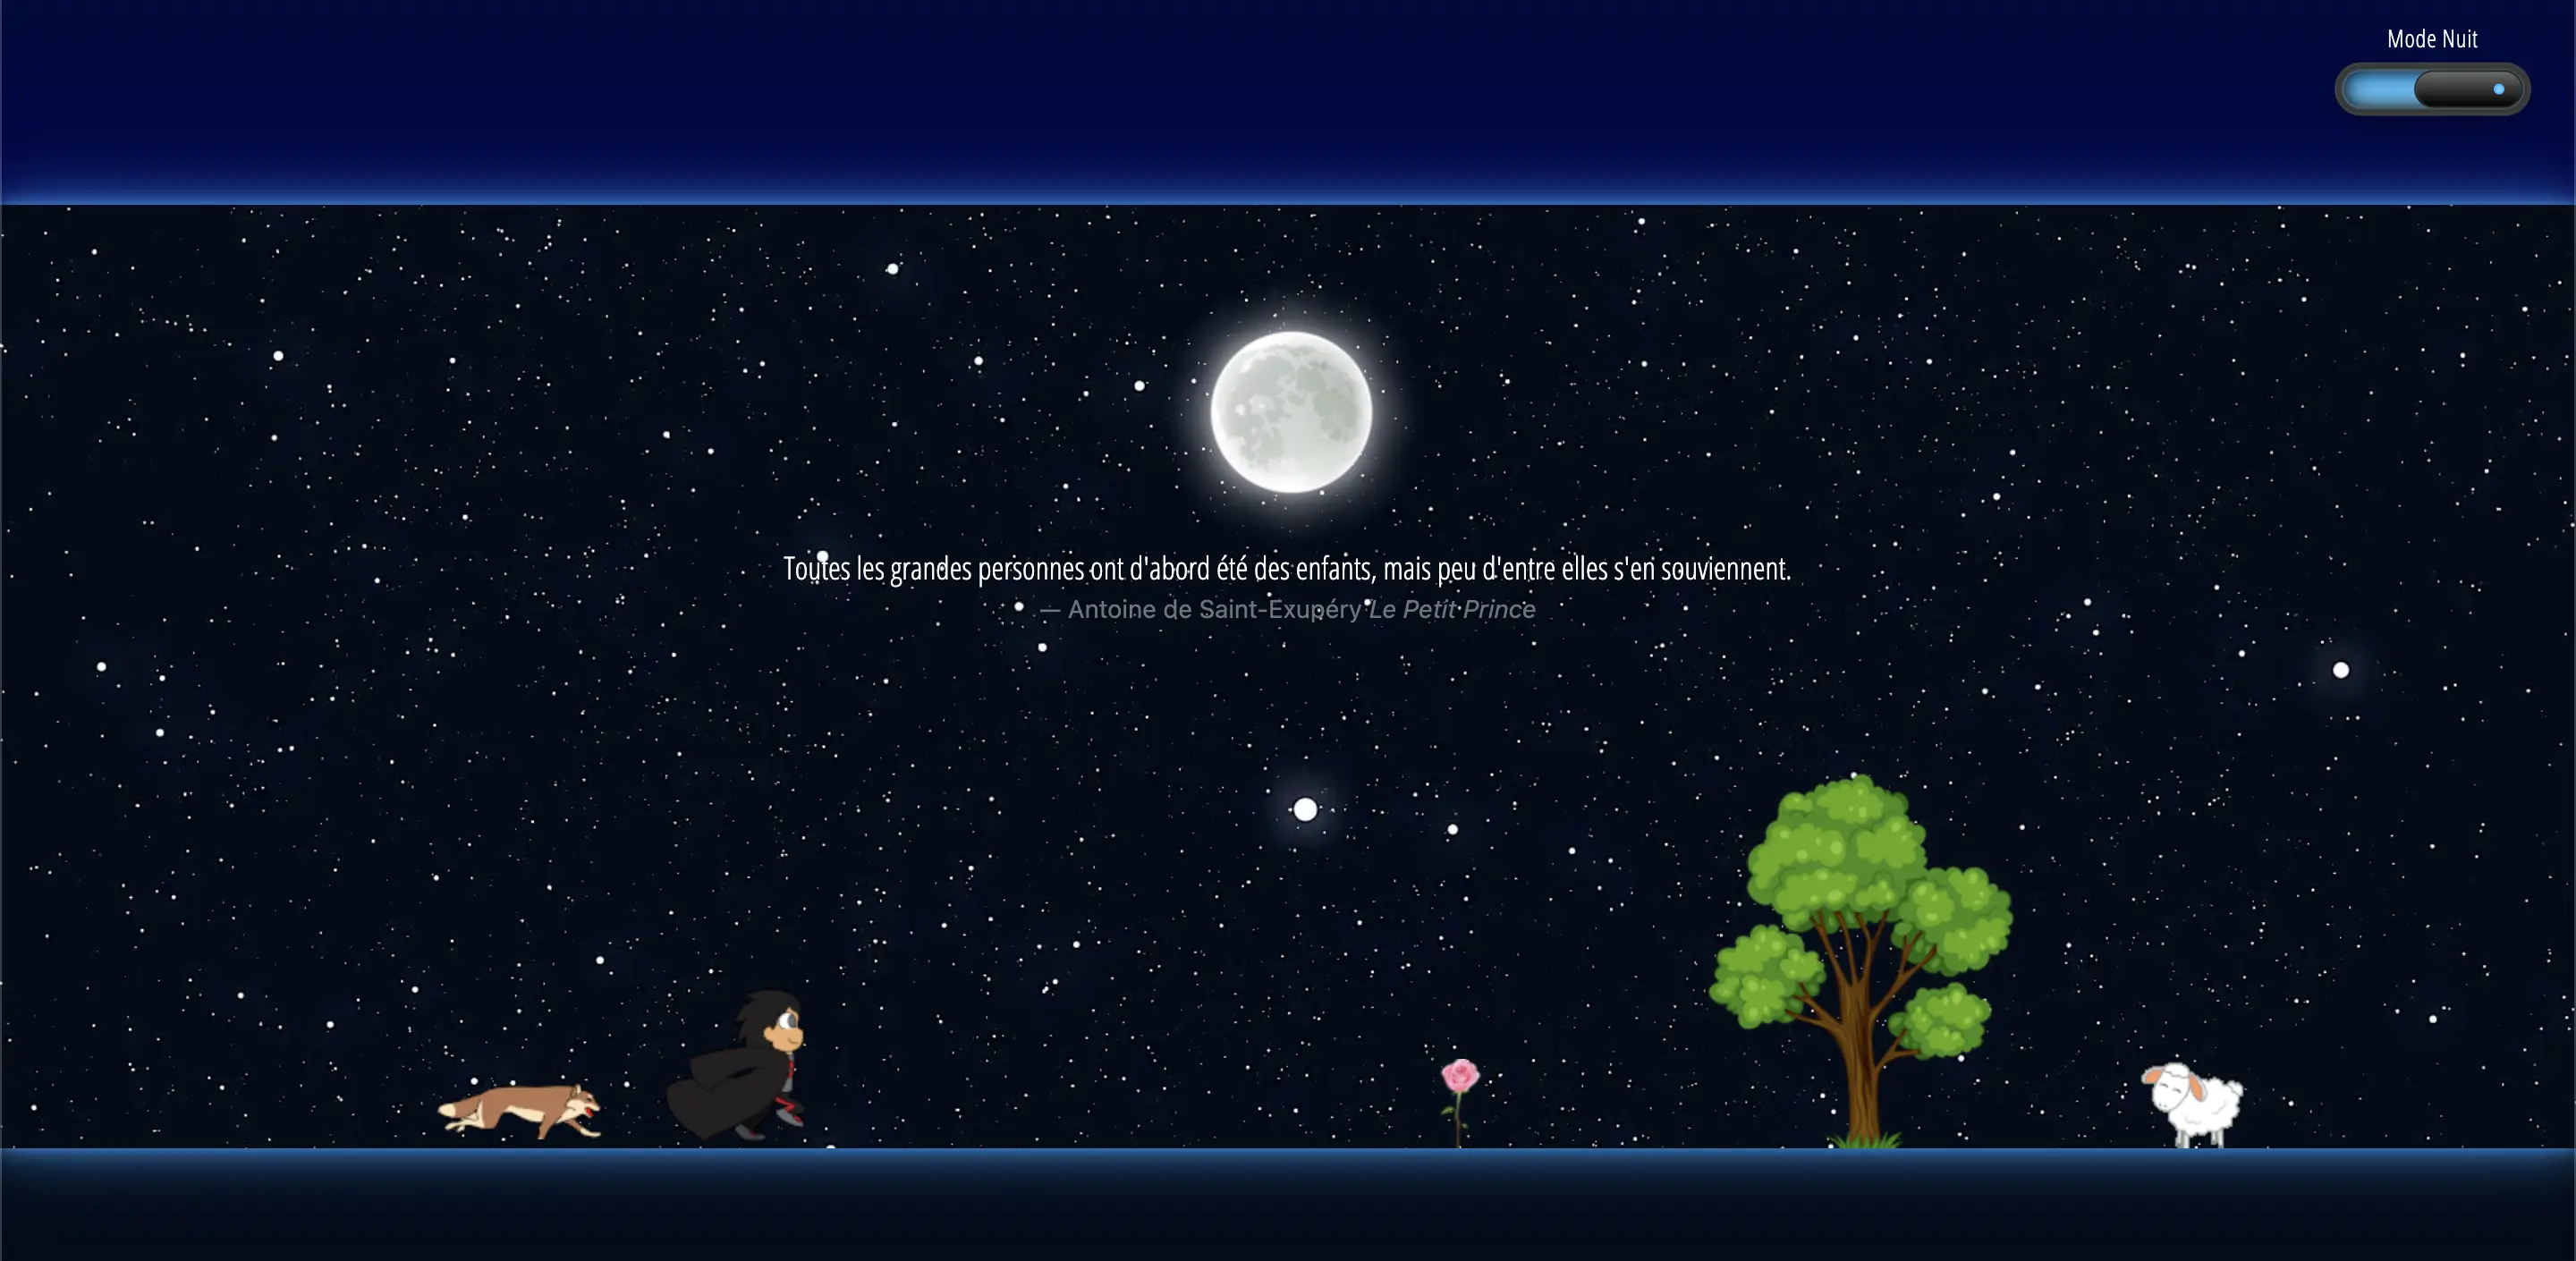 Mode Nuit
Toutes les grandes personnes ont d'abord été des enfants, mais peu d'entre elles s'en souviennent.
— Antoine de Saint-Exupéry Le Petit Prince